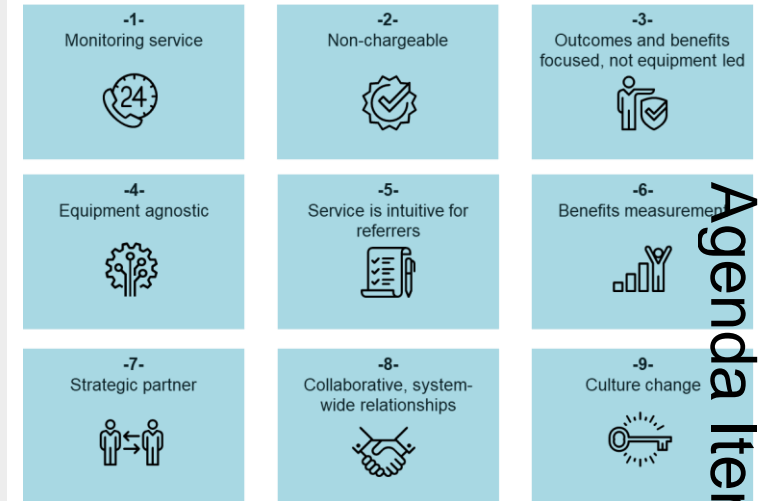 -1-
Monitoring service
24
-2-
Non-chargeable
-3-
Outcomes and benefits
focused, not equipment led
-4-
Equipment agnostic
-5-
Service is intuitive for
referrers
-6-
Benefits measurement
-7-
Strategic partner
-8-
Collaborative, system-
wide relationships
-9-
Culture change
Agenda